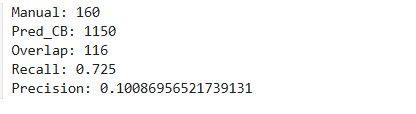 Manual: 160
Pred_CB: 1150
Overlap: 116
Recall: 0.725
Precision: 0.10086956521739131